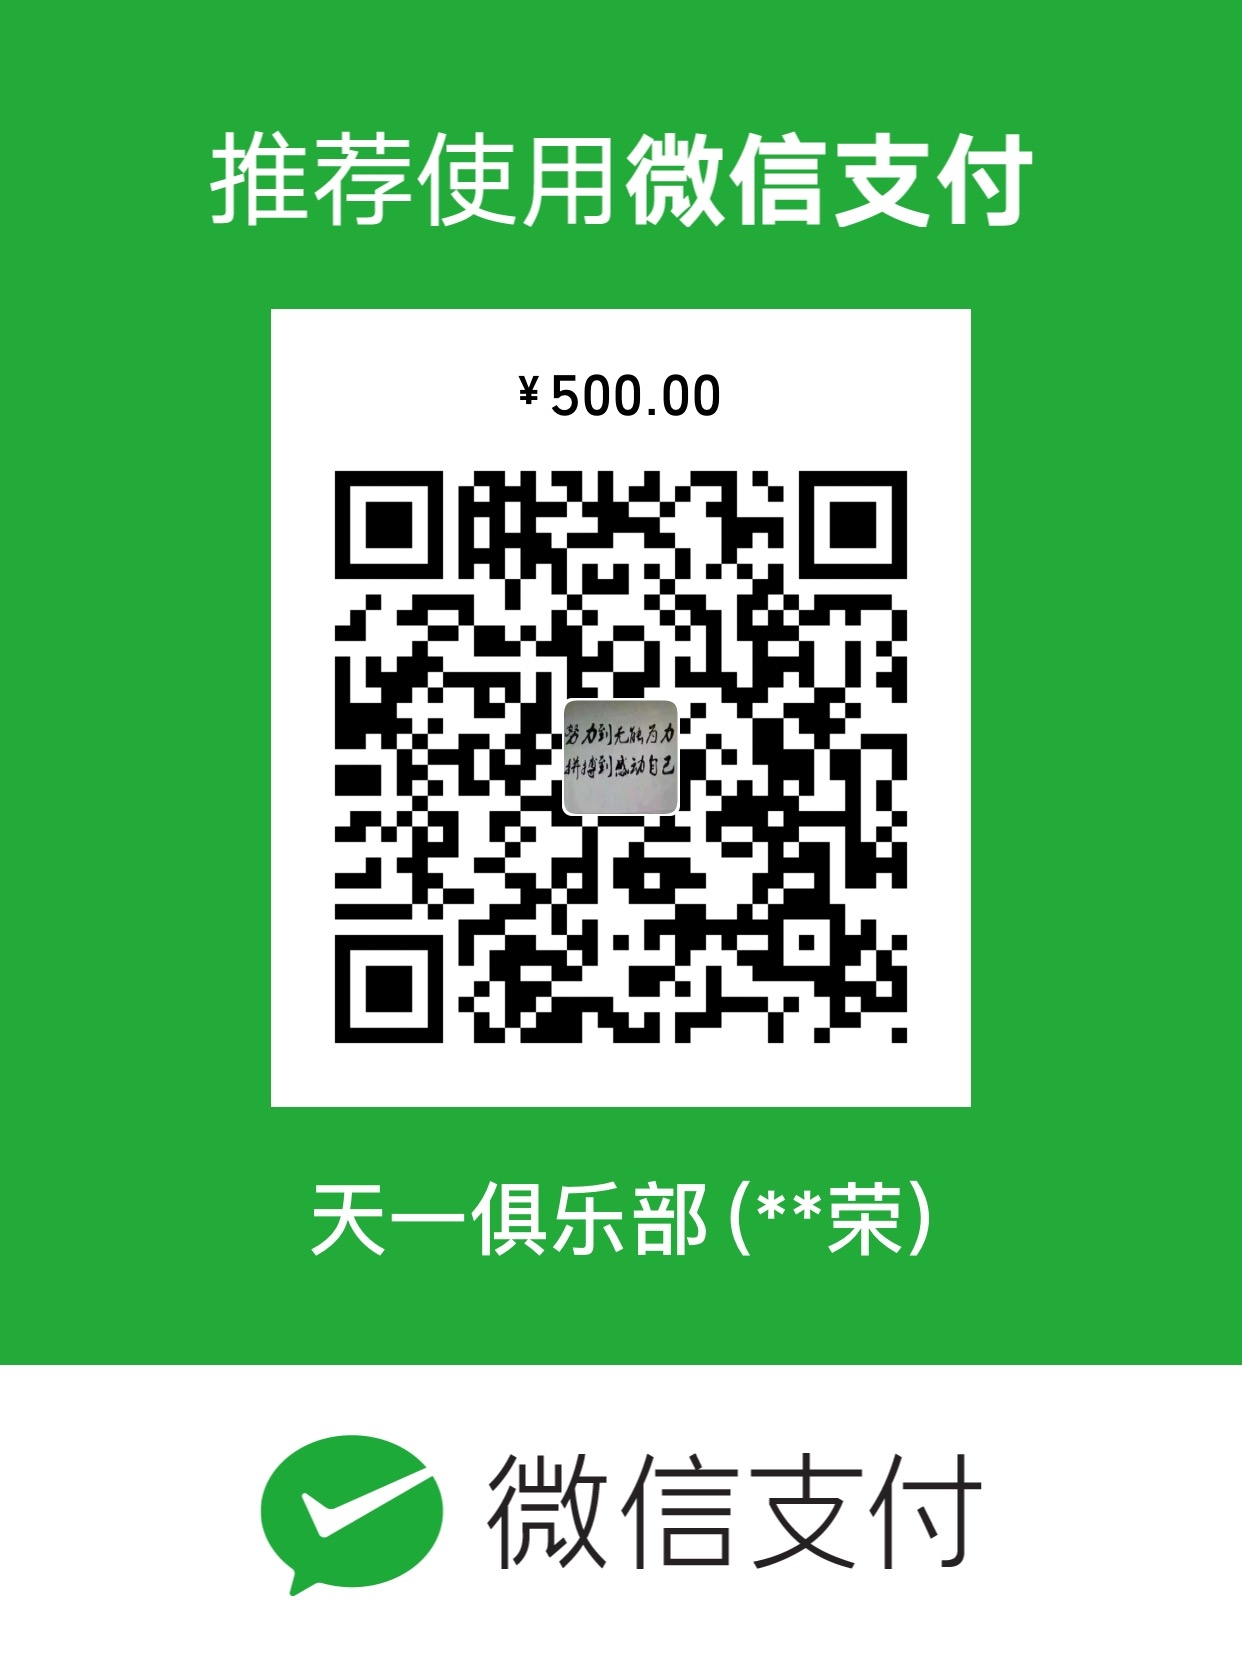 推荐使用微信支付
¥500.00
努力到无能为力
拼搏到感动自己
天一俱乐部(**荣)
微信支付